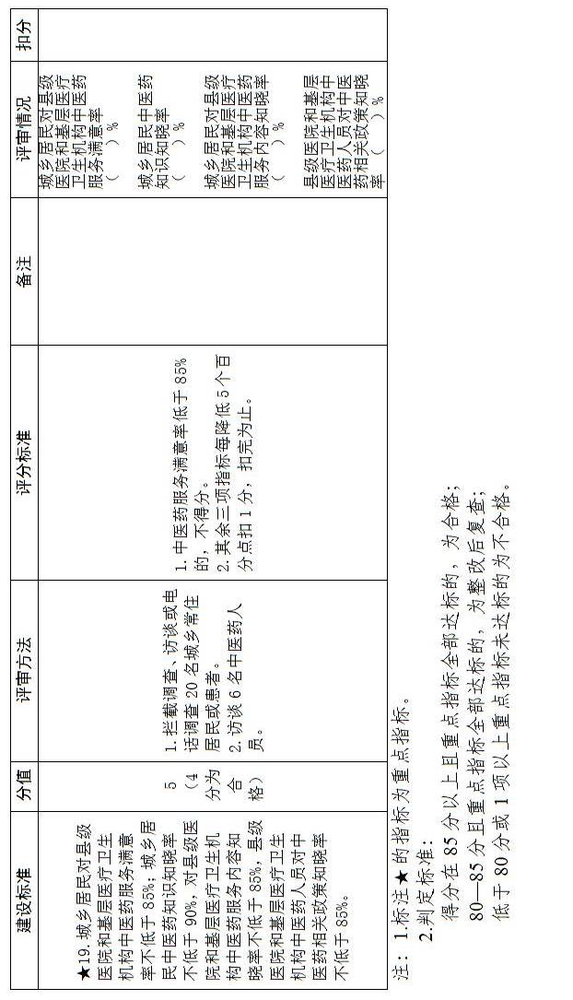 建设标准
分值
评审方法
评分标准
备注
评审情况
扣分
★19.城乡居民对县级
医院和基层医疗卫生
机构中医药服务满意
率不低于85%；城乡居
民中医药知识知晓率
不低于90%，对县级医
院和基层医疗卫生机
构中医药服务内容知
晓率不低于85%，县级
医院和基层医疗卫生
机构中医药人员对中
医药相关政策知晓率
不低于85%。
5
（4
分为
合
格）
1.拦截调查、访谈或电
话调查20名城乡常住
居民或患者。
2.访谈6名中医药人
员。
1.中医药服务满意率低于85%
的，不得分。
2.其余三项指标每降低5个百
分点扣1分，扣完为止。
城乡居民对县级
医院和基层医疗
卫生机构中医药
服务满意率
（ ）%
城乡居民中医药
知识知晓率
（ ）%
城乡居民对县级
医院和基层医疗
卫生机构中医药
服务内容知晓率
（ ）%
县级医院和基层
医疗卫生机构中
医药人员对中医
药相关政策知晓
率（ ）%
注：1.标注★的指标为重点指标。
2.判定标准：
得分在85分以上且重点指标全部达标的，为合格；
80—85分且重点指标全部达标的，为整改后复查；
低于80分或1项以上重点指标未达标的为不合格。